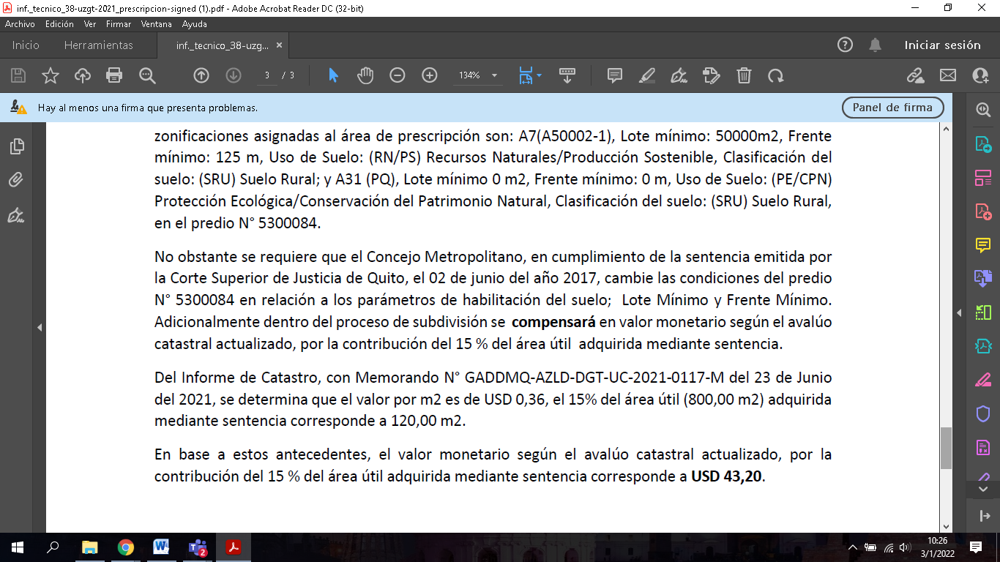 inf._tecnico_38-uzgt-2021_prescripcion-signed (1).pdf - Adobe Acrobat Reader DC (32-bit)
Archivo Edición Ver Firmar Ventana Ayuda
Inicio Herramientas inf._tecnico_38-uzg... × Iniciar sesión
3 / 3 134%
Hay al menos una firma que presenta problemas. Panel de firma
zonificaciones asignadas al área de prescripción son: A7(A50002-1), Lote mínimo: 50000m2, Frente
mínimo: 125 m, Uso de Suelo: (RN/PS) Recursos Naturales/Producción Sostenible, Clasificación del
suelo: (SRU) Suelo Rural; y A31 (PQ), Lote mínimo 0 m2, Frente mínimo: 0 m, Uso de Suelo: (PE/CPN)
Protección Ecológica/Conservación del Patrimonio Natural, Clasificación del suelo: (SRU) Suelo Rural,
en el predio N° 5300084.
No obstante se requiere que el Concejo Metropolitano, en cumplimiento de la sentencia emitida por
la Corte Superior de Justicia de Quito, el 02 de junio del año 2017, cambie las condiciones del predio
N° 5300084 en relación a los parámetros de habilitación del suelo; Lote Mínimo y Frente Mínimo.
Adicionalmente dentro del proceso de subdivisión se compensará en valor monetario según el avalúo
catastral actualizado, por la contribución del 15 % del área útil adquirida mediante sentencia.
Del Informe de Catastro, con Memorando N° GADDMQ-AZLD-DGT-UC-2021-0117-M del 23 de Junio
del 2021, se determina que el valor por m2 es de USD 0,36, el 15% del área útil (800,00 m2) adquirida
mediante sentencia corresponde a 120,00 m2.
En base a estos antecedentes, el valor monetario según el avalúo catastral actualizado, por la
contribución del 15 % del área útil adquirida mediante sentencia corresponde a USD 43,20.
10:26
3/1/2022